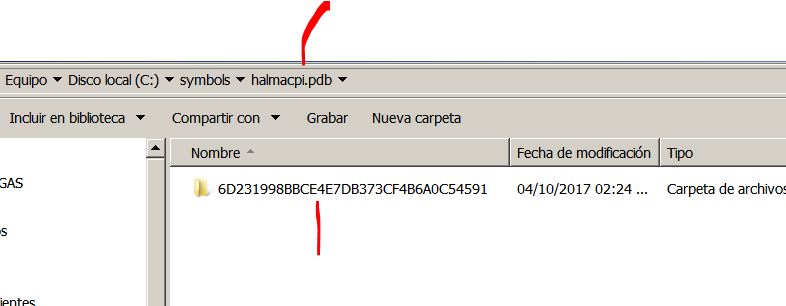 Equipo ▾ Disco local (C:) ▾ symbols ▾ halmacpi.pdb ▾
Incluir en biblioteca ▾ Compartir con ▾ Grabar Nueva carpeta
Nombre Fecha de modificación Tipo
GAS
6D231998BBCE4E7DB373CF4B6A0C54591 04/10/2017 02:24 ... Carpeta de archivos
os
ientes